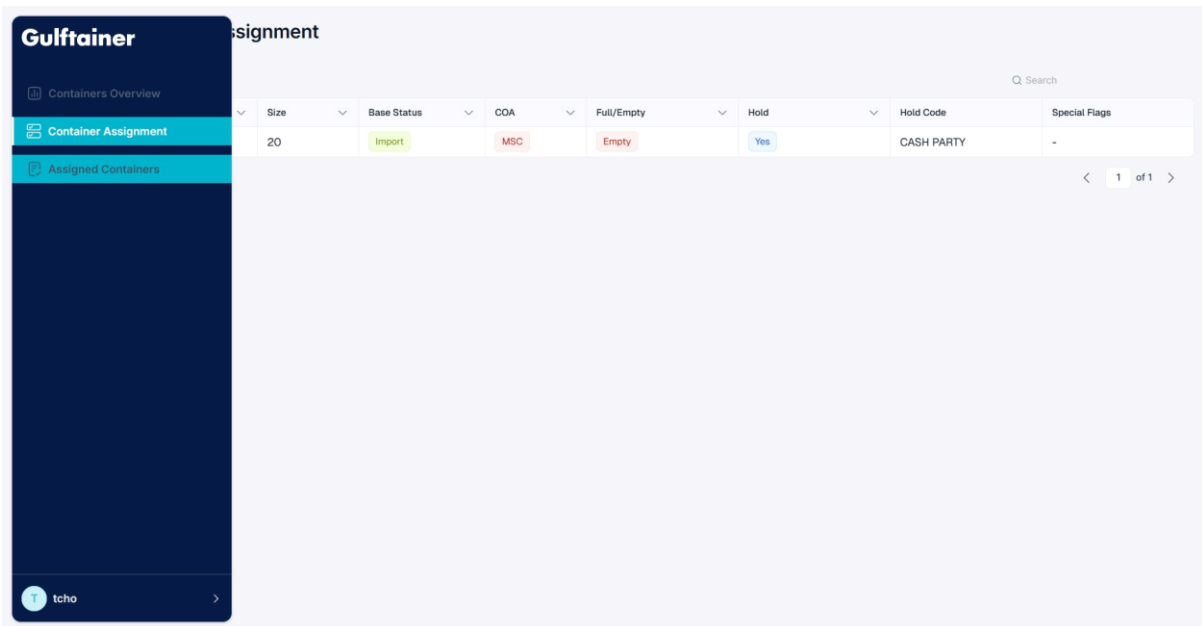 Gulftainer
ssignment
Containers Overview
Search
Size Base Status COA Full/Empty Hold Hold Code Special Flags
Container Assignment
20 Import MSC Empty Yes CASH PARTY -
Assigned Containers
1 of 1
T tcho